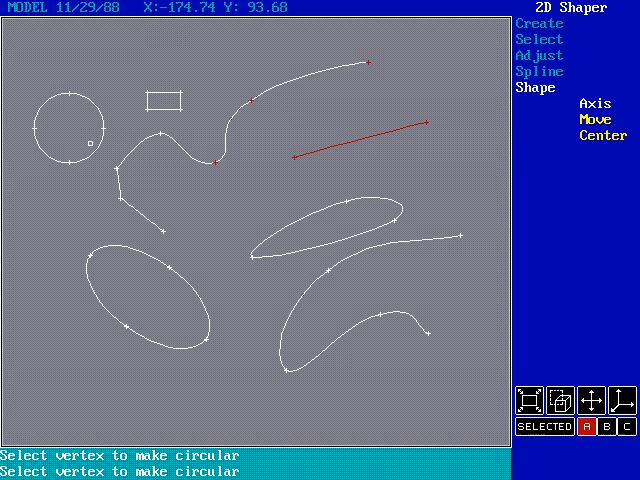 MODEL 11/29/88 X:-174.74 Y: 93.68 2D Shaper
Create
Select
Adjust
Spline
Shape
Axis
Move
Center
SELECTED A B C
Select vertex to make circular
Select vertex to make circular